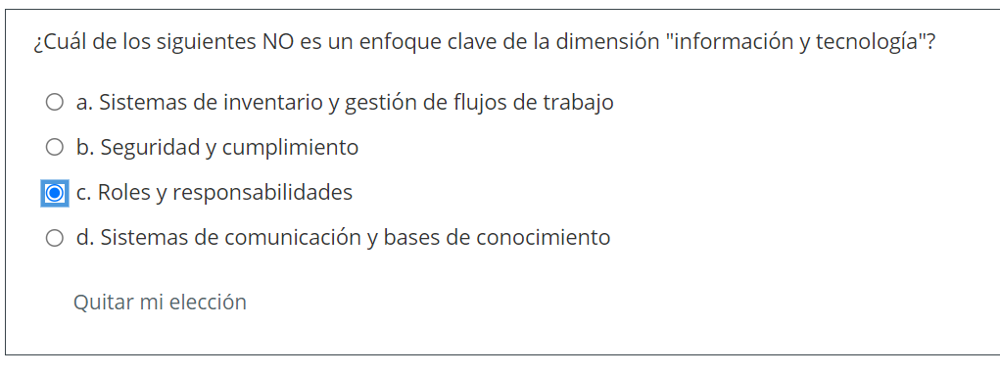 ¿Cuál de los siguientes NO es un enfoque clave de la dimensión "información y tecnología"?
a. Sistemas de inventario y gestión de flujos de trabajo
b. Seguridad y cumplimiento
c. Roles y responsabilidades
d. Sistemas de comunicación y bases de conocimiento
Quitar mi elección